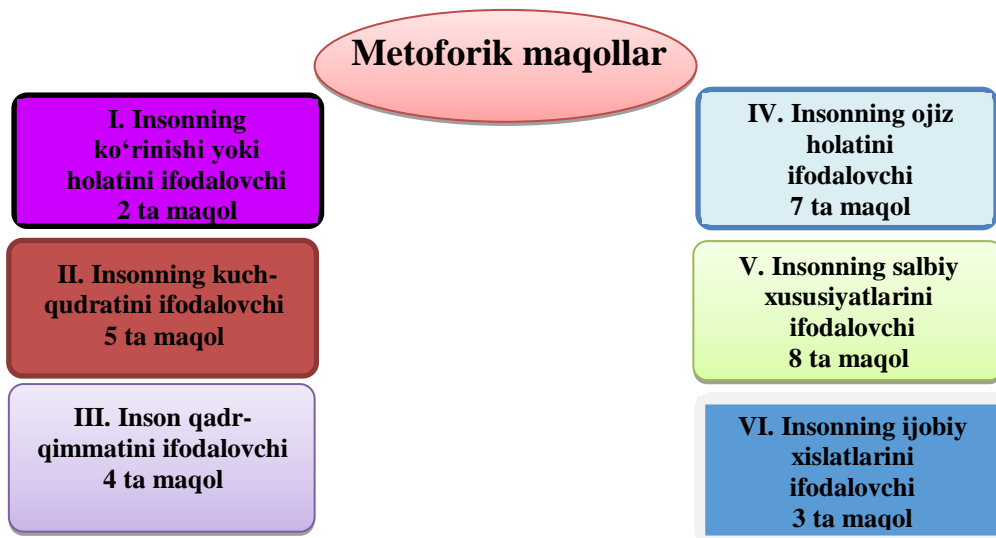 Metoforik maqollar
I. Insonning
ko‘rinishi yoki
holatini ifodalovchi
2 ta maqol
II. Insonning kuch-
qudratini ifodalovchi
5 ta maqol
III. Inson qadr-
qimmatini ifodalovchi
4 ta maqol
IV. Insonning ojiz
holatini
ifodalovchi
7 ta maqol
V. Insonning salbiy
xususiyatlarini
ifodalovchi
8 ta maqol
VI. Insonning ijobiy
xislatlarini
ifodalovchi
3 ta maqol